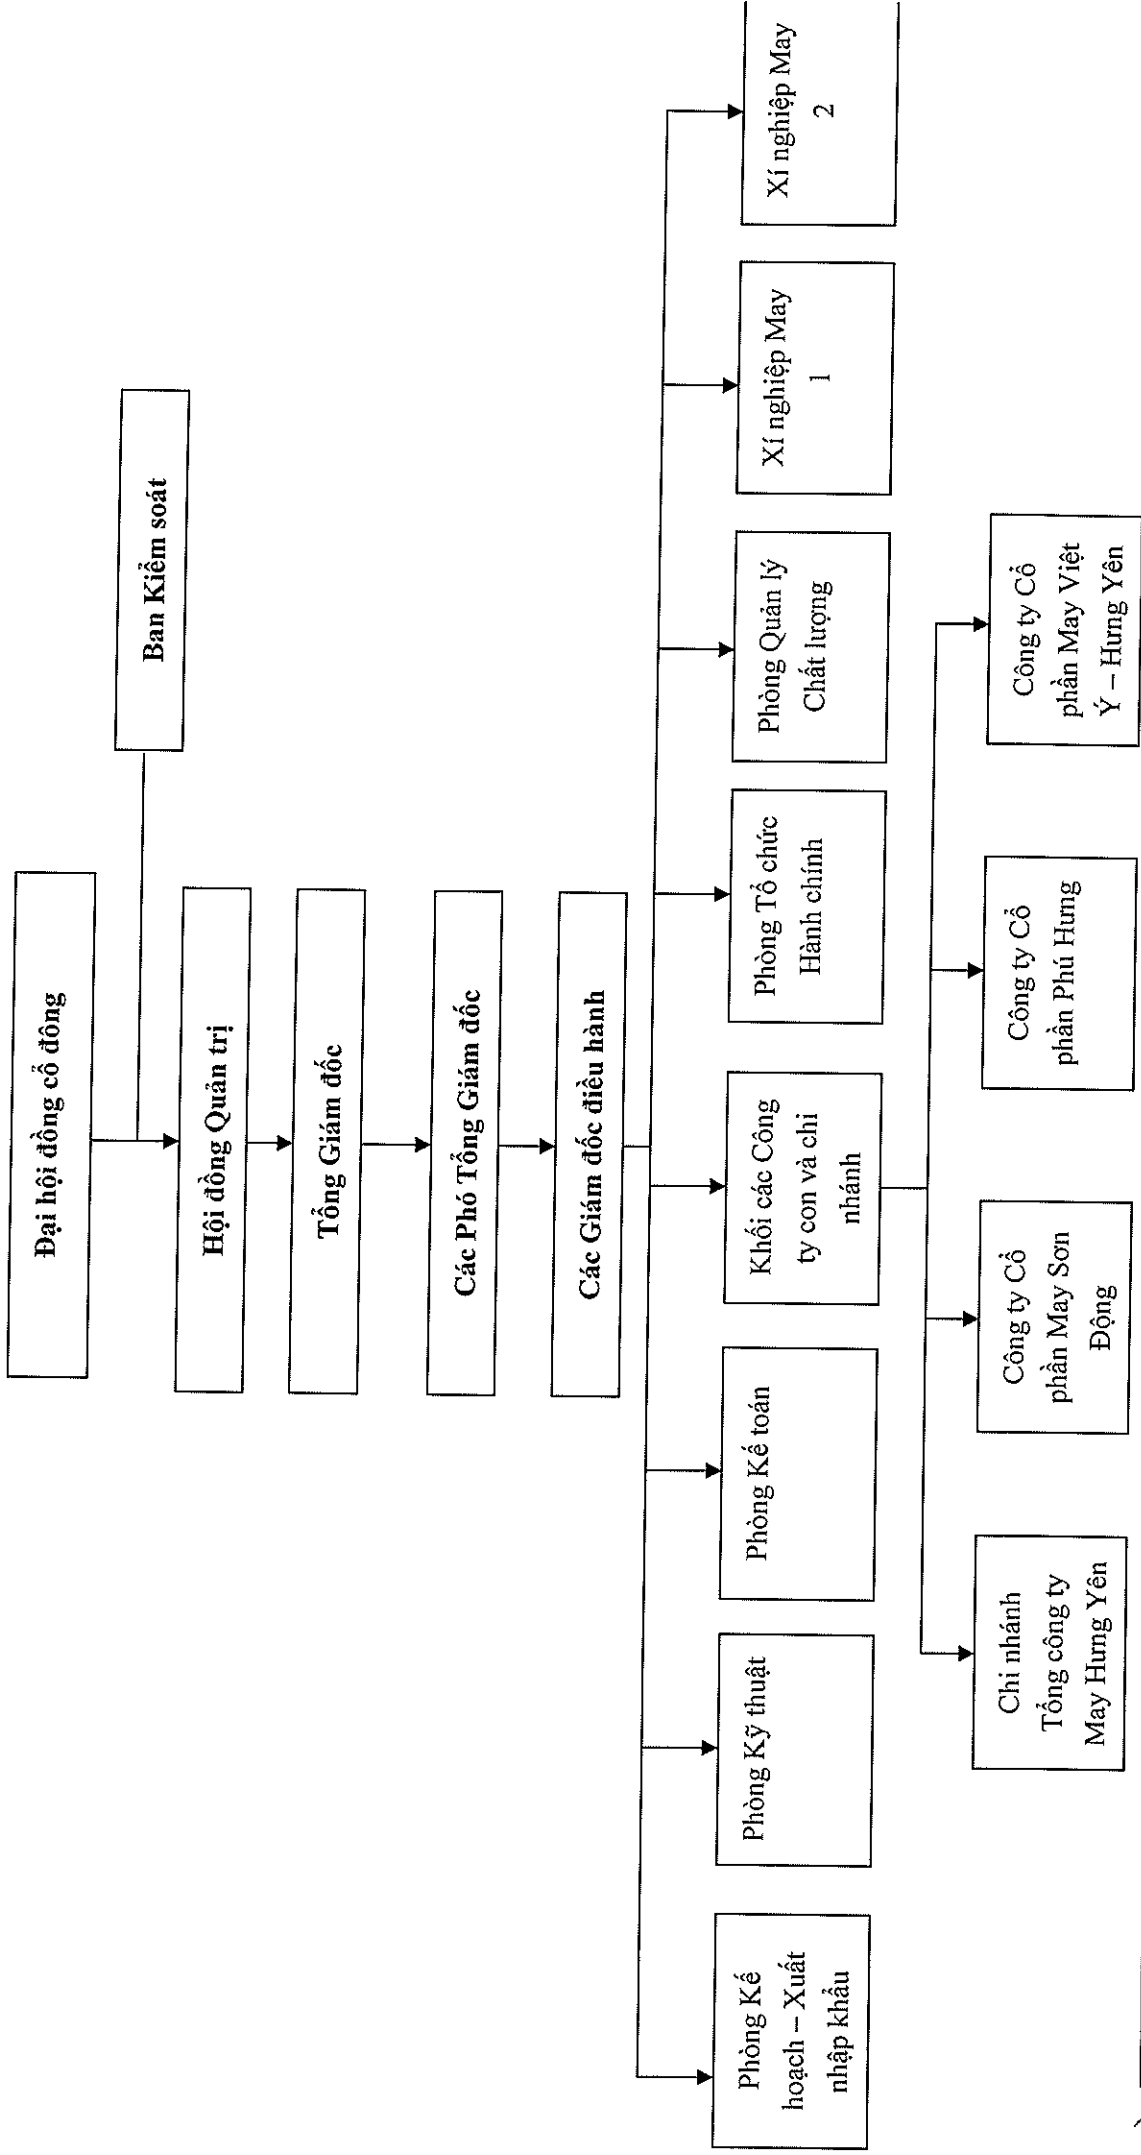 Đại hội đồng cổ đông
Ban Kiểm soát
Hội đồng Quản trị
Tổng Giám đốc
Các Phó Tổng Giám đốc
Các Giám đốc điều hành
Phòng Kế
hoạch – Xuất
nhập khẩu
Phòng Kỹ thuật
Phòng Kế toán
Khối các Công
ty con và chi
nhánh
Phòng Tổ chức
Hành chính
Phòng Quản lý
Chất lượng
Xí nghiệp May
1
Xí nghiệp May
2
Chi nhánh
Tổng công ty
May Hưng Yên
Công ty Cổ
phần May Sơn
Động
Công ty Cổ
phần Phú Hưng
Công ty Cổ
phần May Việt
Ý – Hưng Yên